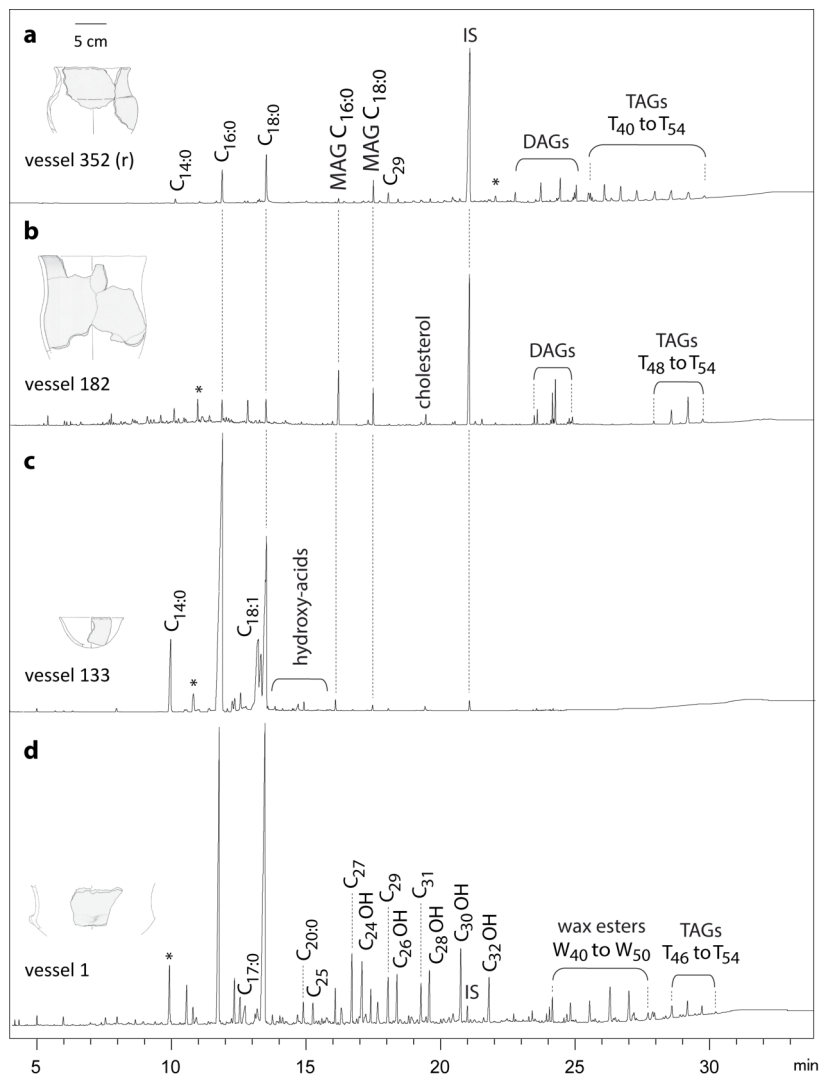 a
5 cm
vessel 352 (r)
C14:0
C16:0
C18:0
MAG C16:0
MAG C18:0
C29
IS
*
DAGs
TAGs
T40 to T54
b
vessel 182
*
cholesterol
DAGs
TAGs
T48 to T54
c
vessel 133
C14:0
*
C18:1
hydroxy-acids
d
vessel 1
*
C17:0
C20:0
C25
C27
C24 OH
C29
C26 OH
C31
C28 OH
C30 OH
IS
C32 OH
wax esters
W40 to W50
TAGs
T46 to T54
5 10 15 20 25 30 min